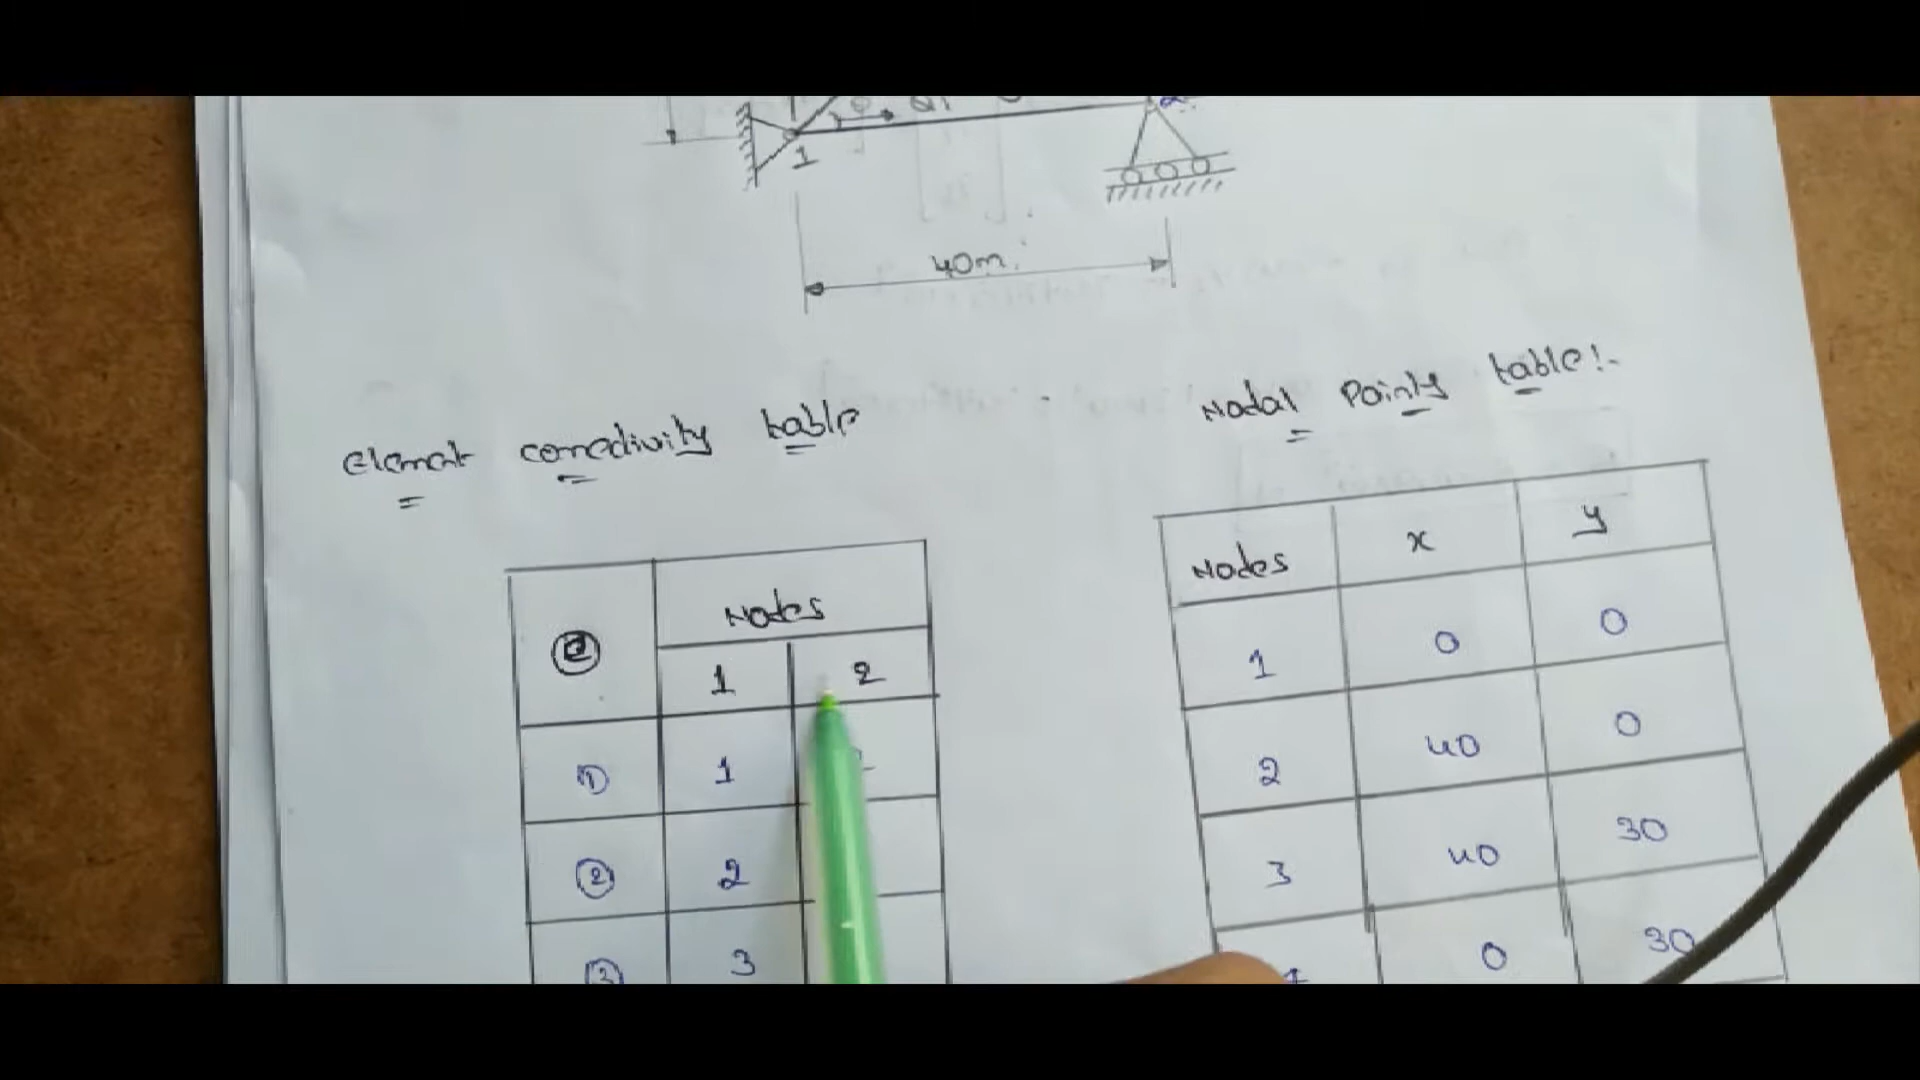 1
40m.
Element connectivity table
Nodal Points table:-
e Nodes
1 2
1 1
2 2
3 3
Nodes x y
1 0 0
2 40 0
3 40 30
0 30